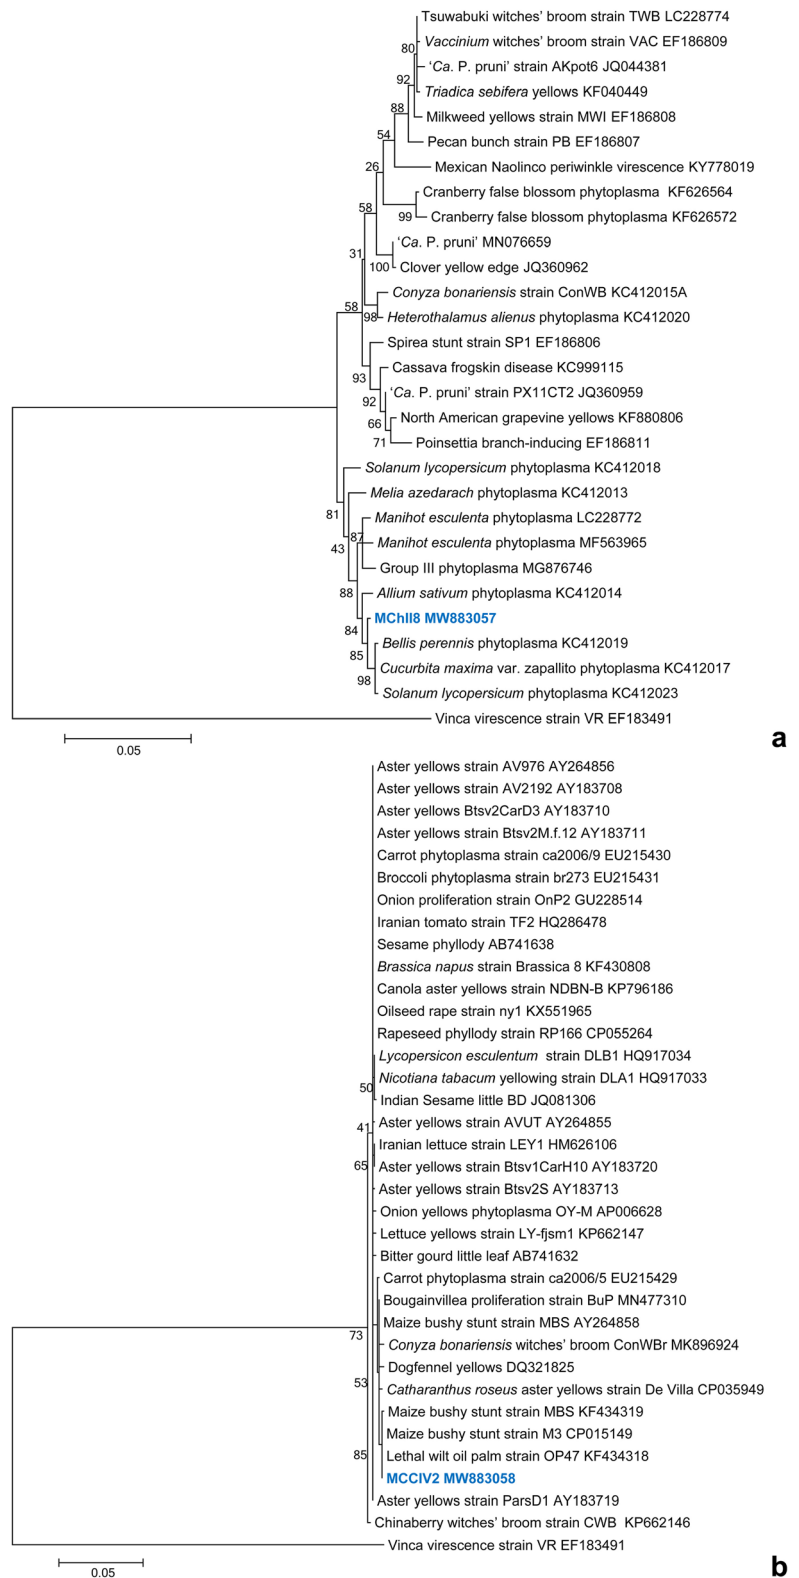 Tsuwabuki witches’ broom strain TWB LC228774
Vaccinium witches’ broom strain VAC EF186809
80
‘Ca. P. pruni’ strain AKpot6 JQ044381
92
Triadica sebifera yellows KF040449
88
Milkweed yellows strain MWI EF186808
54
Pecan bunch strain PB EF186807
26
Mexican Naolinco periwinkle virescence KY778019
Cranberry false blossom phytoplasma KF626564
58
99
Cranberry false blossom phytoplasma KF626572
‘Ca. P. pruni’ MN076659
31
100
Clover yellow edge JQ360962
Conyza bonariensis strain ConWB KC412015A
58
98
Heterothalamus alienus phytoplasma KC412020
Spirea stunt strain SP1 EF186806
Cassava frogskin disease KC999115
93
‘Ca. P. pruni’ strain PX11CT2 JQ360959
92
North American grapevine yellows KF880806
66
71
Poinsettia branch-inducing EF186811
Solanum lycopersicum phytoplasma KC412018
Melia azedarach phytoplasma KC412013
81
Manihot esculenta phytoplasma LC228772
87
Manihot esculenta phytoplasma MF563965
43
Group III phytoplasma MG876746
88
Allium sativum phytoplasma KC412014
MChII8 MW883057
84
Bellis perennis phytoplasma KC412019
85
Cucurbita maxima var. zapallito phytoplasma KC412017
98
Solanum lycopersicum phytoplasma KC412023
Vinca virescence strain VR EF183491
0.05
a
Aster yellows strain AV976 AY264856
Aster yellows strain AV2192 AY183708
Aster yellows Btsv2CarD3 AY183710
Aster yellows strain Btsv2M.f.12 AY183711
Carrot phytoplasma strain ca2006/9 EU215430
Broccoli phytoplasma strain br273 EU215431
Onion proliferation strain OnP2 GU228514
Iranian tomato strain TF2 HQ286478
Sesame phyllody AB741638
Brassica napus strain Brassica 8 KF430808
Canola aster yellows strain NDBN-B KP796186
Oilseed rape strain ny1 KX551965
Rapeseed phyllody strain RP166 CP055264
Lycopersicon esculentum strain DLB1 HQ917034
Nicotiana tabacum yellowing strain DLA1 HQ917033
50
Indian Sesame little BD JQ081306
Aster yellows strain AVUT AY264855
41
Iranian lettuce strain LEY1 HM626106
65
Aster yellows strain Btsv1CarH10 AY183720
Aster yellows strain Btsv2S AY183713
Onion yellows phytoplasma OY-M AP006628
Lettuce yellows strain LY-fjsm1 KP662147
Bitter gourd little leaf AB741632
Carrot phytoplasma strain ca2006/5 EU215429
Bougainvillea proliferation strain BuP MN477310
Maize bushy stunt strain MBS AY264858
73
Conyza bonariensis witches’ broom ConWBr MK896924
Dogfennel yellows DQ321825
53
Catharanthus roseus aster yellows strain De Villa CP035949
Maize bushy stunt strain MBS KF434319
Maize bushy stunt strain M3 CP015149
85
Lethal wilt oil palm strain OP47 KF434318
MCCIV2 MW883058
Aster yellows strain ParsD1 AY183719
Chinaberry witches’ broom strain CWB KP662146
Vinca virescence strain VR EF183491
0.05
b